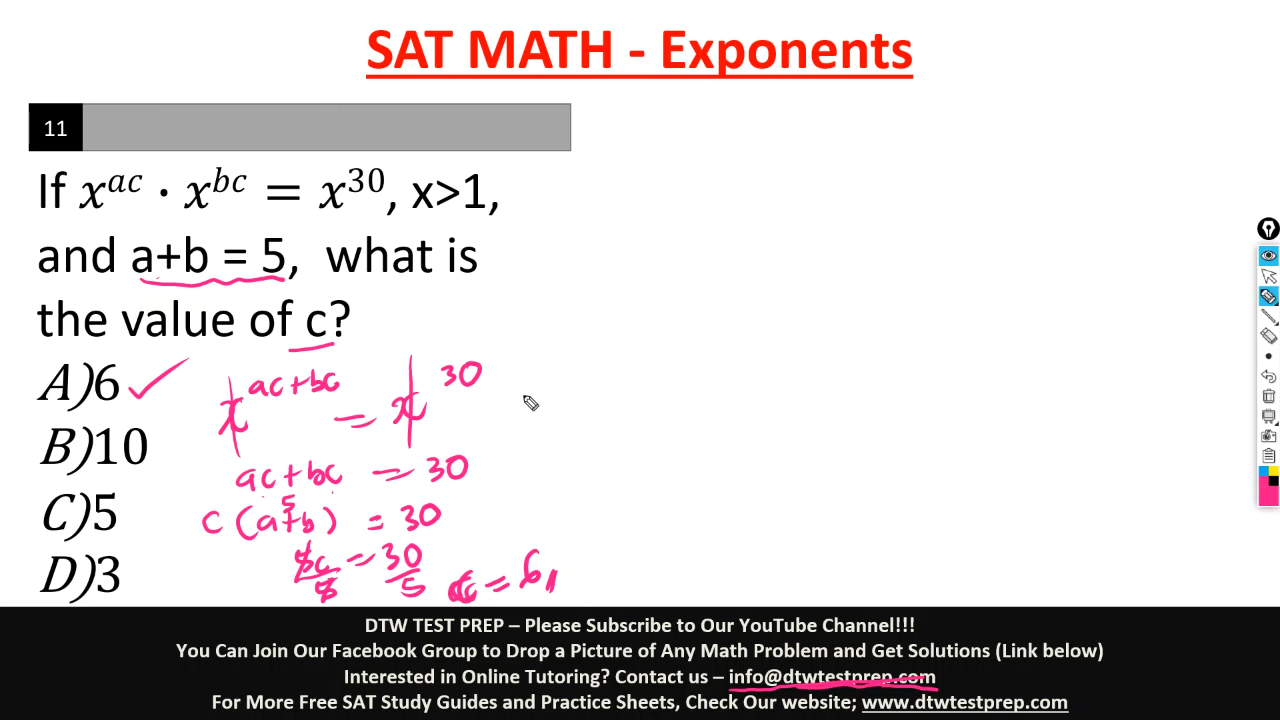 SAT MATH - Exponents
11
If x^{ac} · x^{bc} = x^{30}, x>1,
and a+b = 5, what is
the value of c?
A)6 ✓
B)10
C)5
D)3
x^{ac+bc} = x^{30}
ac+bc = 30
5
c(a+b) = 30
5c/5 = 30/5 c = 6
DTW TEST PREP – Please Subscribe to Our YouTube Channel!!!
You Can Join Our Facebook Group to Drop a Picture of Any Math Problem and Get Solutions (Link below)
Interested in Online Tutoring? Contact us – info@dtwtestprep.com
For More Free SAT Study Guides and Practice Sheets, Check Our website; www.dtwtestprep.com